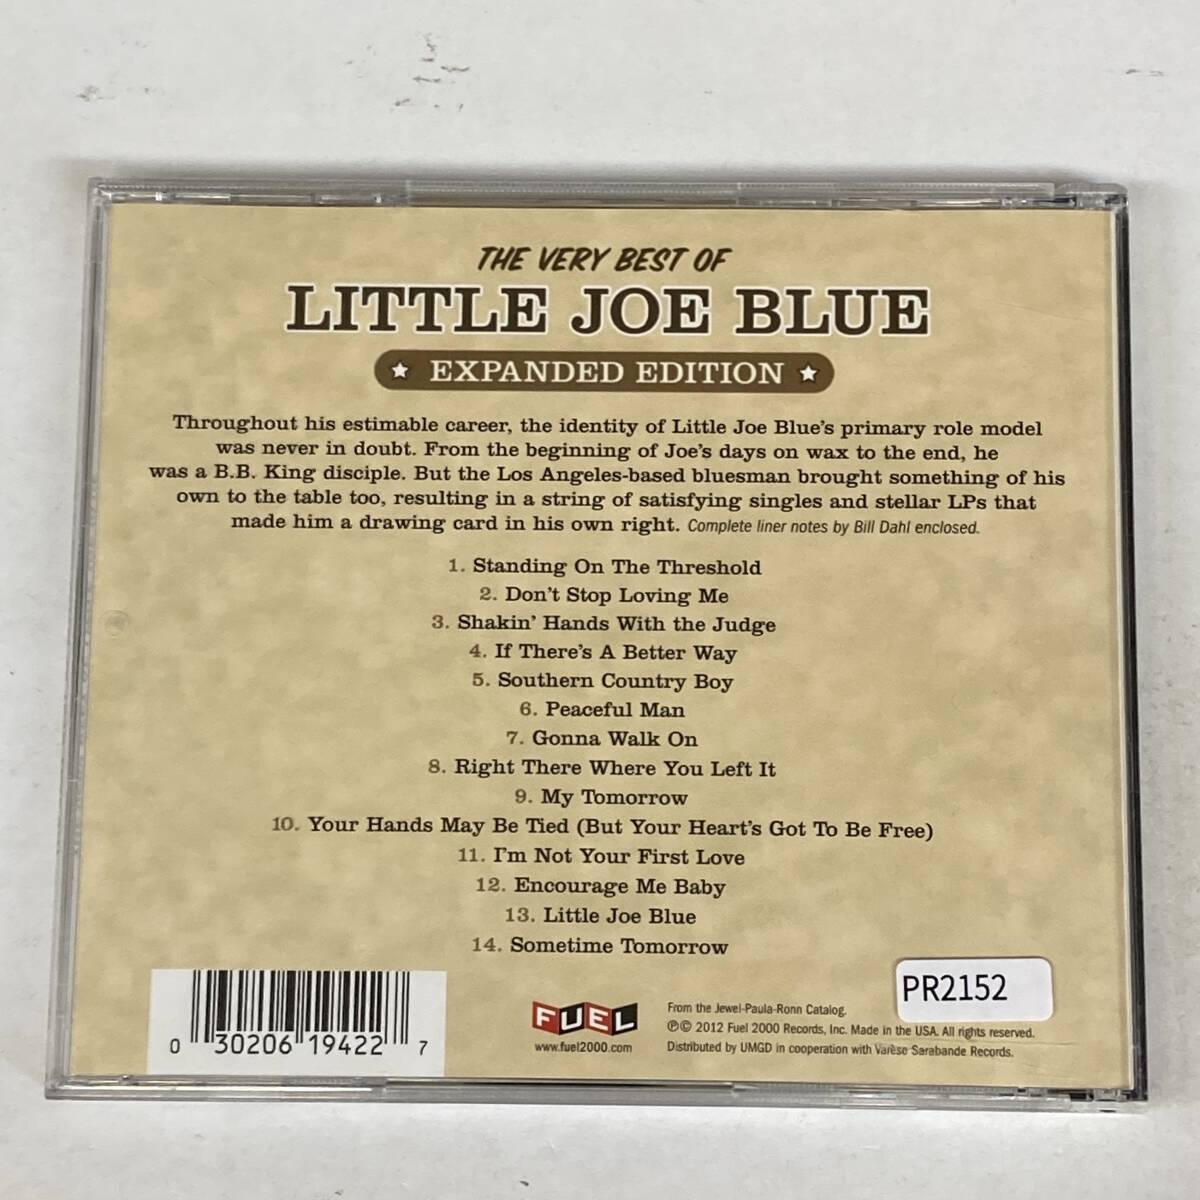 THE VERY BEST OF
LITTLE JOE BLUE
EXPANDED EDITION
Throughout his estimable career, the identity of Little Joe Blue's primary role model
was never in doubt. From the beginning of Joe's days on wax to the end, he
was a B.B. King disciple. But the Los Angeles-based bluesman brought something of his
own to the table too, resulting in a string of satisfying singles and stellar LPs that
made him a drawing card in his own right. Complete liner notes by Bill Dahl enclosed.
1. Standing On The Threshold
2. Don't Stop Loving Me
3. Shakin' Hands With the Judge
4. If There's A Better Way
5. Southern Country Boy
6. Peaceful Man
7. Gonna Walk On
8. Right There Where You Left It
9. My Tomorrow
10. Your Hands May Be Tied (But Your Heart's Got To Be Free)
11. I'm Not Your First Love
12. Encourage Me Baby
13. Little Joe Blue
14. Sometime Tomorrow
0 30206 19422 7
FUEL
www.fuel2000.com
From the Jewel-Paula-Ronn Catalog.
℗© 2012 Fuel 2000 Records, Inc. Made in the USA. All rights reserved.
Distributed by UMGD in cooperation with Varèse Sarabande Records.
PR2152